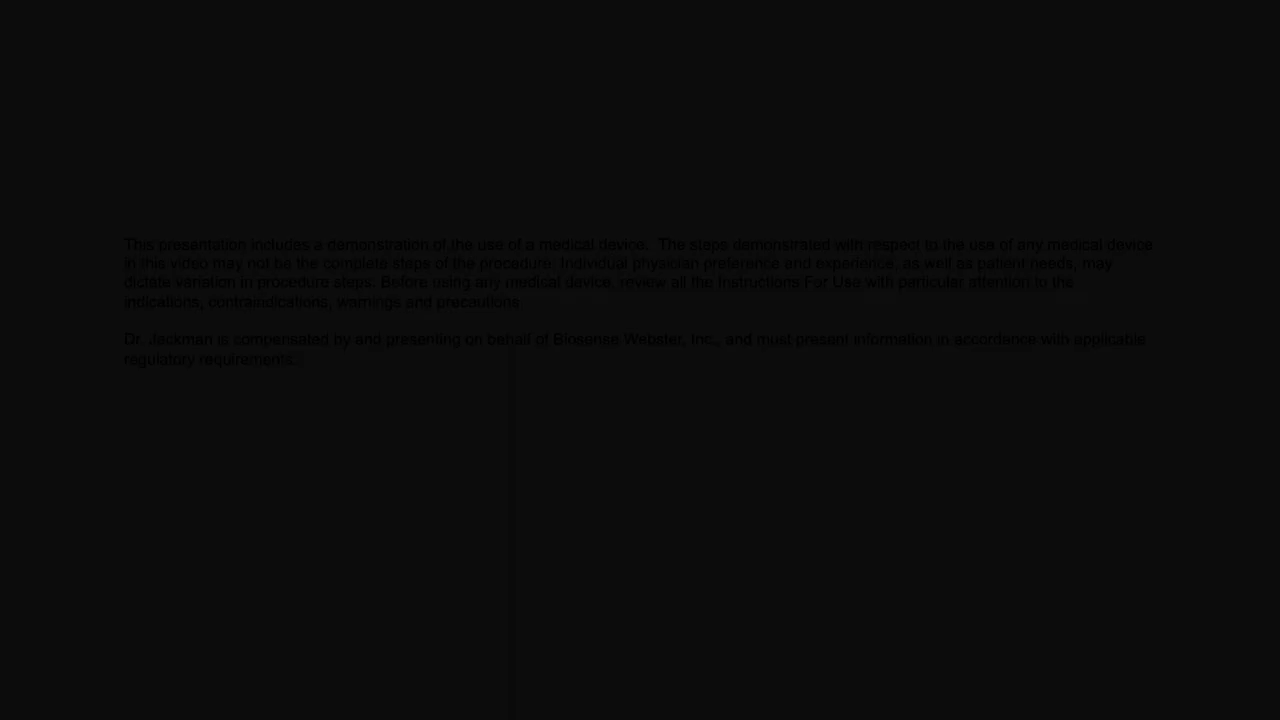 This presentation includes a demonstration of the use of a medical device. The steps demonstrated with respect to the use of any medical device
in this video may not be the complete steps of the procedure. Individual physician preference and experience, as well as patient needs, may
dictate variation in procedure steps. Before using any medical device, review all the Instructions For Use with particular attention to the
indications, contraindications, warnings and precautions.
Dr. Jackman is compensated by and presenting on behalf of Biosense Webster, Inc., and must present information in accordance with applicable
regulatory requirements.